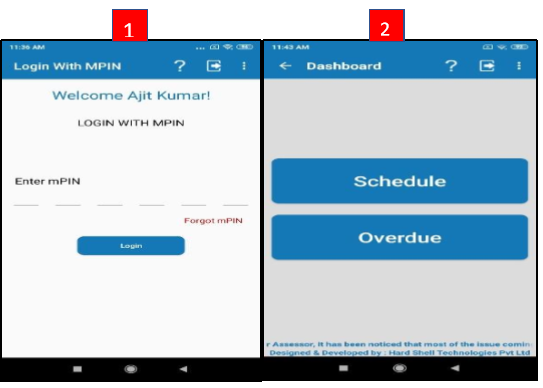 1
11:36 AM
Login With MPIN ?
Welcome Ajit Kumar!
LOGIN WITH MPIN
Enter mPIN
Forgot mPIN
Login
2
11:43 AM
Dashboard ?
Schedule
Overdue
r Assessor, It has been noticed that most of the issue coming
Designed & Developed by : Hard Shell Technologies Pvt Ltd